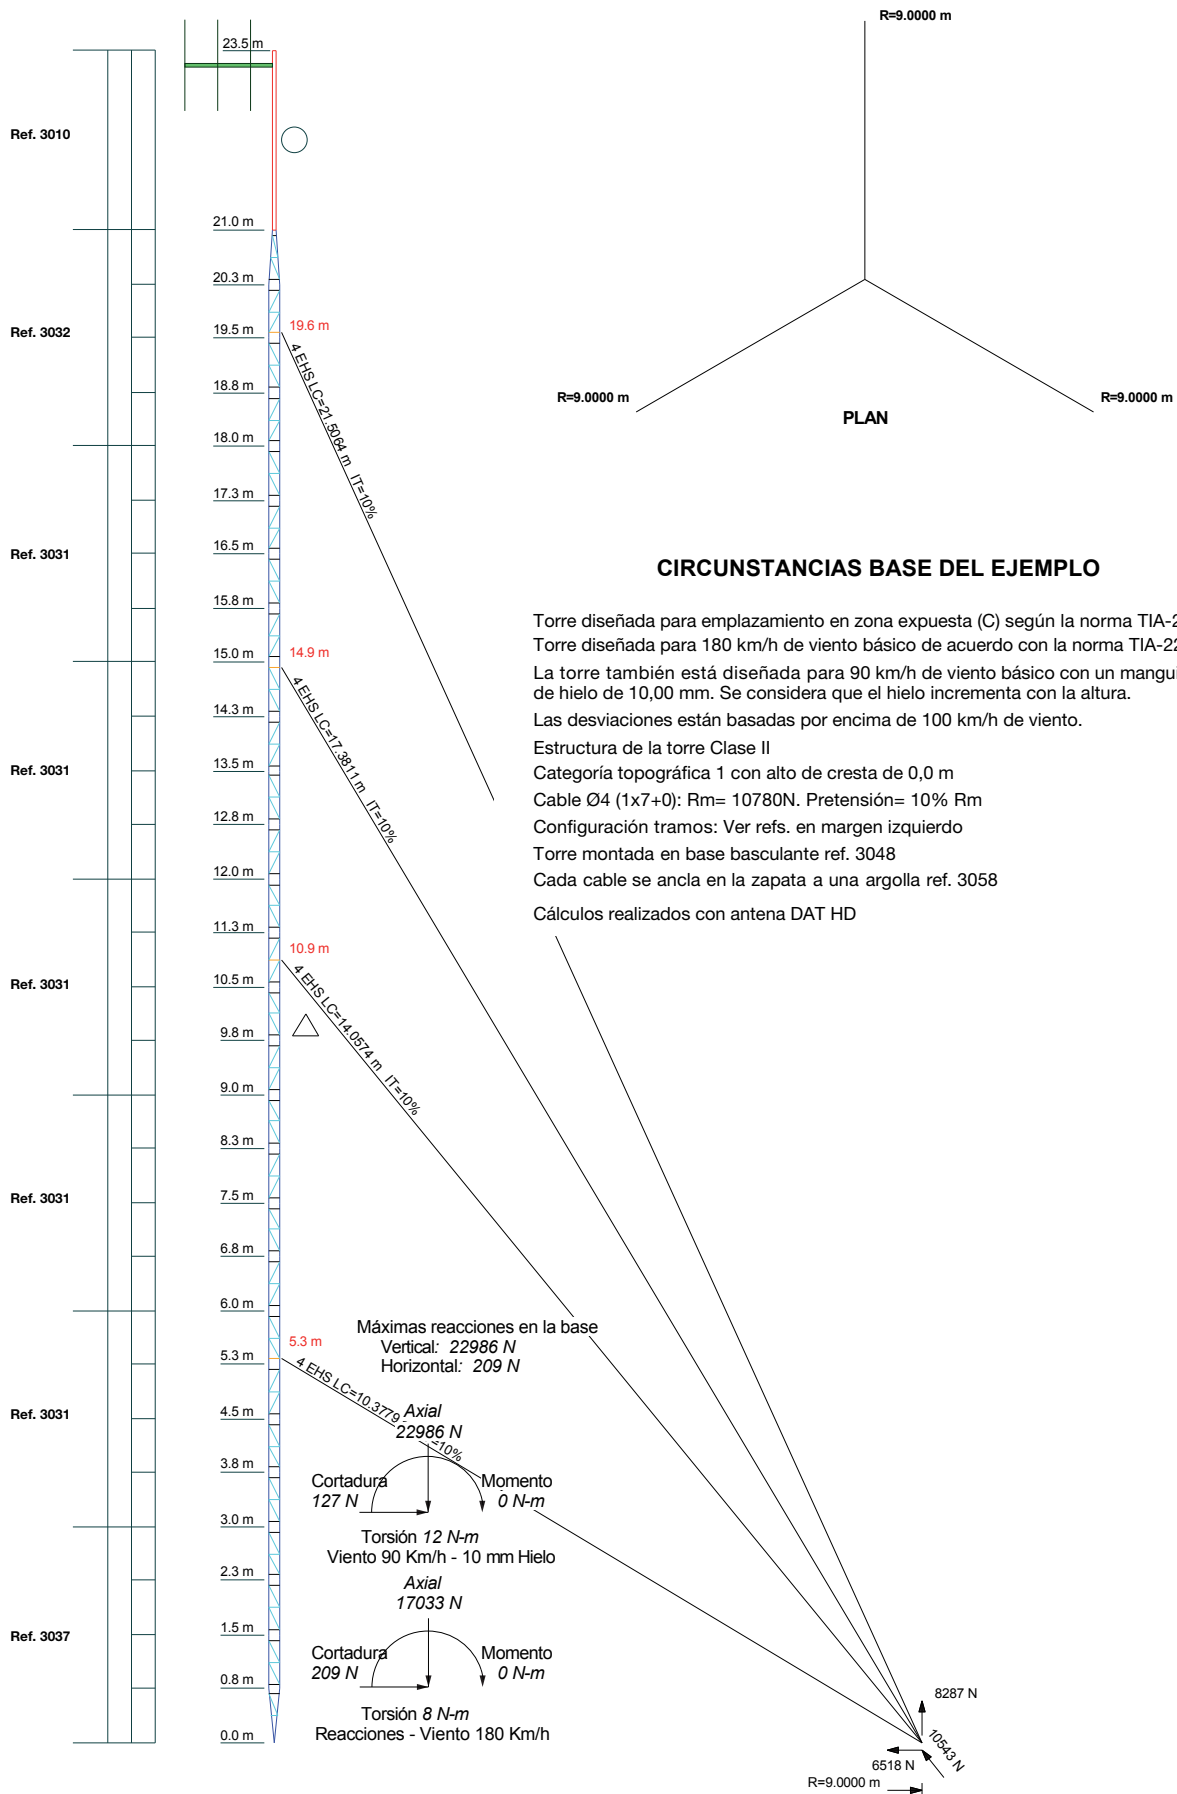 R=9.0000 m
23.5 m
Ref. 3010
21.0 m
20.3 m
19.6 m
Ref. 3032
19.5 m
4 EHS LC=21.5064 m IT=10%
18.8 m
R=9.0000 m
R=9.0000 m
PLAN
18.0 m
17.3 m
Ref. 3031
16.5 m
15.8 m
15.0 m
14.9 m
4 EHS LC=17.3811 m IT=10%
14.3 m
Ref. 3031
13.5 m
12.8 m
12.0 m
CIRCUNSTANCIAS BASE DEL EJEMPLO
Torre diseñada para emplazamiento en zona expuesta (C) según la norma TIA-2
Torre diseñada para 180 km/h de viento básico de acuerdo con la norma TIA-22
La torre también está diseñada para 90 km/h de viento básico con un mangui
de hielo de 10,00 mm. Se considera que el hielo incrementa con la altura.
Las desviaciones están basadas por encima de 100 km/h de viento.
Estructura de la torre Clase II
Categoría topográfica 1 con alto de cresta de 0,0 m
Cable Ø4 (1x7+0): Rm= 10780N. Pretensión= 10% Rm
Configuración tramos: Ver refs. en margen izquierdo
Torre montada en base basculante ref. 3048
Cada cable se ancla en la zapata a una argolla ref. 3058
Cálculos realizados con antena DAT HD
11.3 m
10.9 m
Ref. 3031
10.5 m
4 EHS LC=14.0574 m IT=10%
9.8 m
9.0 m
8.3 m
Ref. 3031
7.5 m
6.8 m
6.0 m
5.3 m
Ref. 3031
5.3 m
4 EHS LC=10.3779
=10%
4.5 m
3.8 m
3.0 m
Máximas reacciones en la base
Vertical: 22986 N
Horizontal: 209 N
Axial
22986 N
Cortadura
127 N
Momento
0 N-m
Torsión 12 N-m
Viento 90 Km/h - 10 mm Hielo
2.3 m
Ref. 3037
1.5 m
0.8 m
0.0 m
Axial
17033 N
Cortadura
209 N
Momento
0 N-m
Torsión 8 N-m
Reacciones - Viento 180 Km/h
8287 N
10543 N
6518 N
R=9.0000 m